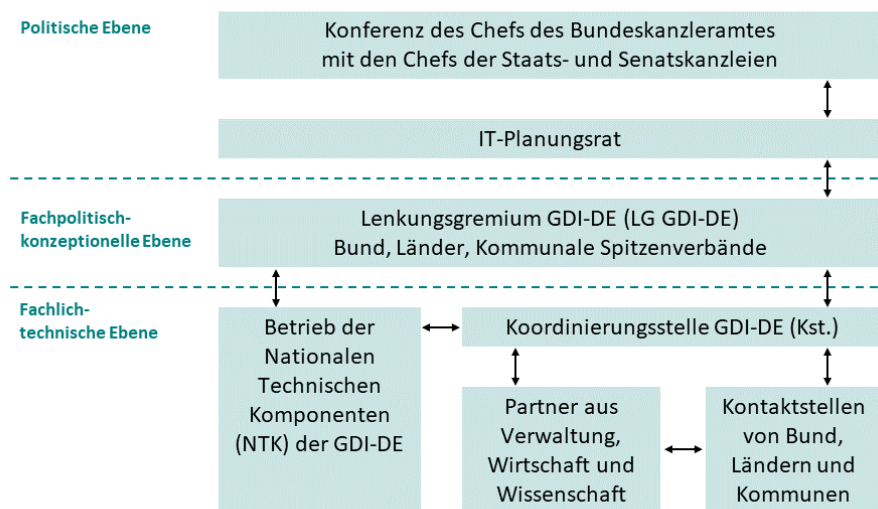 Politische Ebene
Konferenz des Chefs des Bundeskanzleramtes
mit den Chefs der Staats- und Senatskanzleien
IT-Planungsrat
Fachpolitisch-
konzeptionelle Ebene
Lenkungsgremium GDI-DE (LG GDI-DE)
Bund, Länder, Kommunale Spitzenverbände
Fachlich-
technische Ebene
Betrieb der
Nationalen
Technischen
Komponenten
(NTK) der GDI-DE
Koordinierungsstelle GDI-DE (Kst.)
Partner aus
Verwaltung,
Wirtschaft und
Wissenschaft
Kontaktstellen
von Bund,
Ländern und
Kommunen